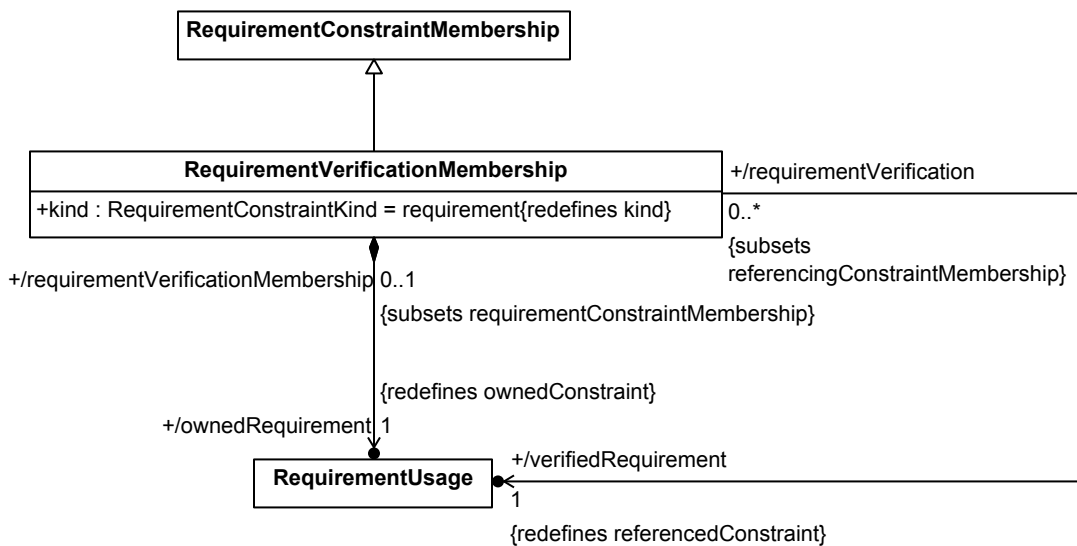 RequirementConstraintMembership
RequirementVerificationMembership
+kind : RequirementConstraintKind = requirement{redefines kind}
+/requirementVerification
0..*
{subsets
referencingConstraintMembership}
+/requirementVerificationMembership 0..1
{subsets requirementConstraintMembership}
{redefines ownedConstraint}
+/ownedRequirement 1
RequirementUsage
+/verifiedRequirement
1
{redefines referencedConstraint}